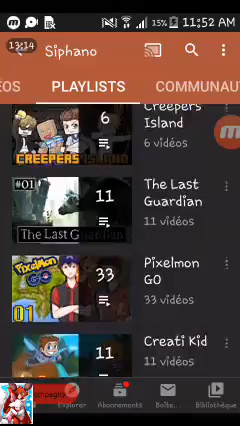 15% 11:52 AM
13:14 Siphano
ÉOS PLAYLISTS COMMUNAU
Creepers
Island
6 vidéos
6
CREEPERS ISLAND
The Last
Guardian
11 vidéos
#01
11
The Last Guardian
Pixelmon
GO
33 vidéos
PIXELMON
GO
33
01
Creati Kid
11 vidéos
11
Explorer Abonnements Boîte... Bibliothèque